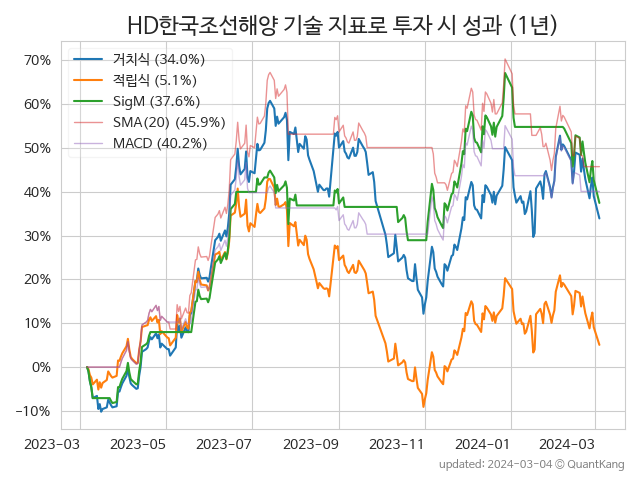 HD한국조선해양 기술 지표로 투자 시 성과 (1년)
거치식 (34.0%)
적립식 (5.1%)
SigM (37.6%)
SMA(20) (45.9%)
MACD (40.2%)
70%
60%
50%
40%
30%
20%
10%
0%
−10%
2023-03 2023-05 2023-07 2023-09 2023-11 2024-01 2024-03
updated: 2024-03-04 © QuantKang